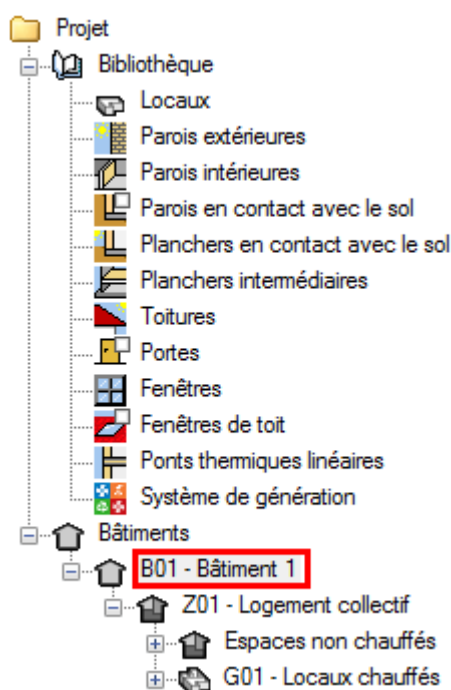 Projet
Bibliothèque
Locaux
Parois extérieures
Parois intérieures
Parois en contact avec le sol
Planchers en contact avec le sol
Planchers intermédiaires
Toitures
Portes
Fenêtres
Fenêtres de toit
Ponts thermiques linéaires
Système de génération
Bâtiments
B01 - Bâtiment 1
Z01 - Logement collectif
Espaces non chauffés
G01 - Locaux chauffés